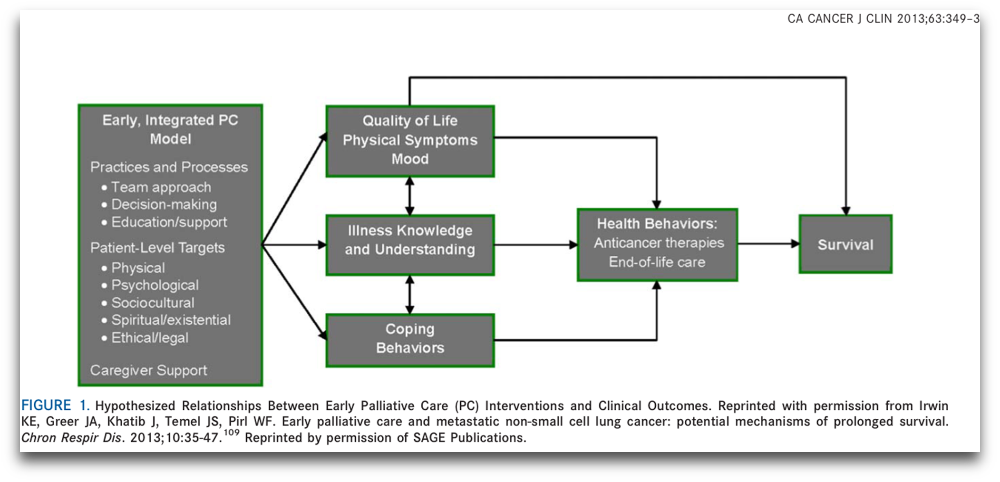 CA CANCER J CLIN 2013;63:349–3
Early, Integrated PC
Model
Practices and Processes
• Team approach
• Decision-making
• Education/support
Patient-Level Targets
• Physical
• Psychological
• Sociocultural
• Spiritual/existential
• Ethical/legal
Caregiver Support
Quality of Life
Physical Symptoms
Mood
Illness Knowledge
and Understanding
Coping
Behaviors
Health Behaviors:
Anticancer therapies
End-of-life care
Survival
FIGURE 1. Hypothesized Relationships Between Early Palliative Care (PC) Interventions and Clinical Outcomes. Reprinted with permission from Irwin
KE, Greer JA, Khatib J, Temel JS, Pirl WF. Early palliative care and metastatic non-small cell lung cancer: potential mechanisms of prolonged survival.
Chron Respir Dis. 2013;10:35-47.109 Reprinted by permission of SAGE Publications.